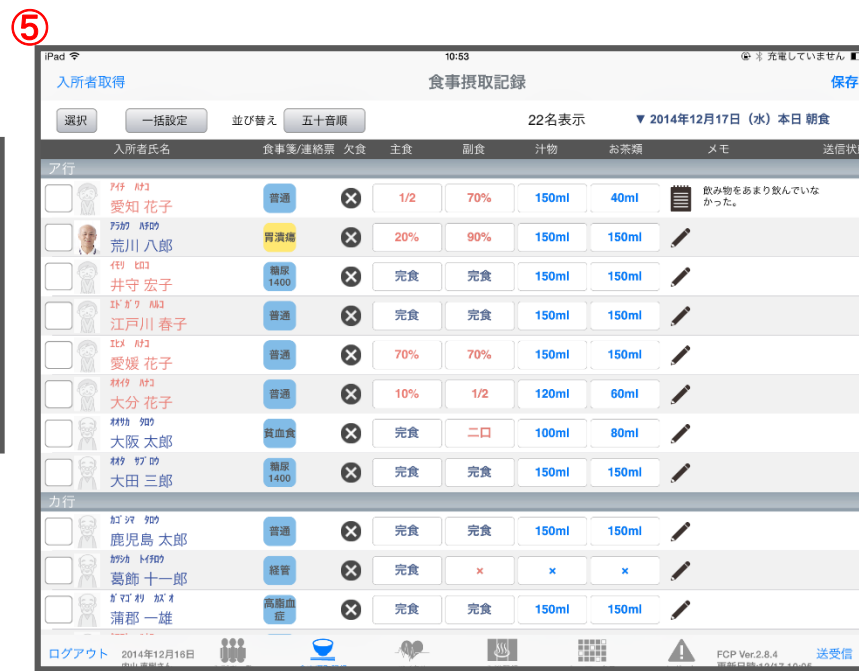 ⑤
iPad 10:53 充電していません
入所者取得 食事摂取記録 保存
選択 一括設定 並び替え 五十音順 22名表示 ▼ 2014年12月17日（水）本日 朝食
入所者氏名 食事箋/連絡票 欠食 主食 副食 汁物 お茶類 メモ 送信状
ア行
アイチ ハナコ
愛知 花子 普通 1/2 70% 150ml 40ml 飲み物をあまり飲んでいな
かった。
アラカワ ハチロウ
荒川 八郎 胃潰瘍 20% 90% 150ml 150ml
イモリ ヒロコ
井守 宏子 糖尿
1400 完食 完食 150ml 150ml
エドガワ ハルコ
江戸川 春子 普通 完食 完食 150ml 150ml
エヒメ ハナコ
愛媛 花子 普通 70% 70% 150ml 150ml
オオイタ ハナコ
大分 花子 普通 10% 1/2 120ml 60ml
オオサカ タロウ
大阪 太郎 貧血食 完食 二口 100ml 80ml
オオタ サブロウ
大田 三郎 糖尿
1400 完食 完食 150ml 150ml
カ行
カゴシマ タロウ
鹿児島 太郎 普通 完食 完食 150ml 150ml
カツシカ トイチロウ
葛飾 十一郎 経管 完食 × × ×
ガマゴオリ カズオ
蒲郡 一雄 高脂血
症 完食 完食 150ml 150ml
ログアウト 2014年12月16日 FCP Ver.2.8.4 送受信